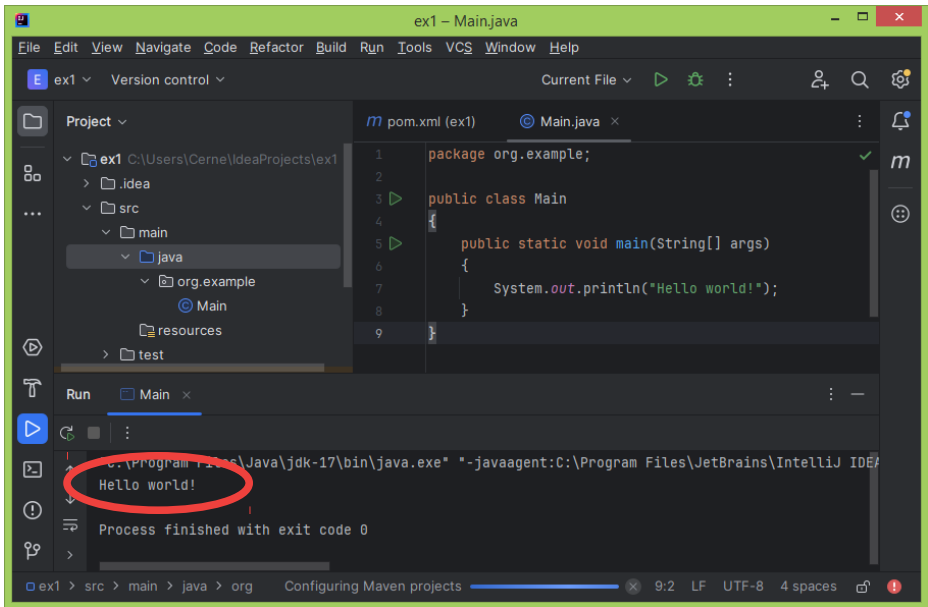 ex1 – Main.java
File Edit View Navigate Code Refactor Build Run Tools VCS Window Help
E ex1 Version control Current File
Project
ex1 C:\Users\Cerne\IdeaProjects\ex1
.idea
src
main
java
org.example
Main
resources
test
m pom.xml (ex1) Main.java
1 package org.example;
2
3 public class Main
4 {
5 public static void main(String[] args)
6 {
7 System.out.println("Hello world!");
8 }
9 }
m
Run Main
"C:\Program Files\Java\jdk-17\bin\java.exe" "-javaagent:C:\Program Files\JetBrains\IntelliJ IDEA
Hello world!
Process finished with exit code 0
ex1 > src > main > java > org Configuring Maven projects 9:2 LF UTF-8 4 spaces